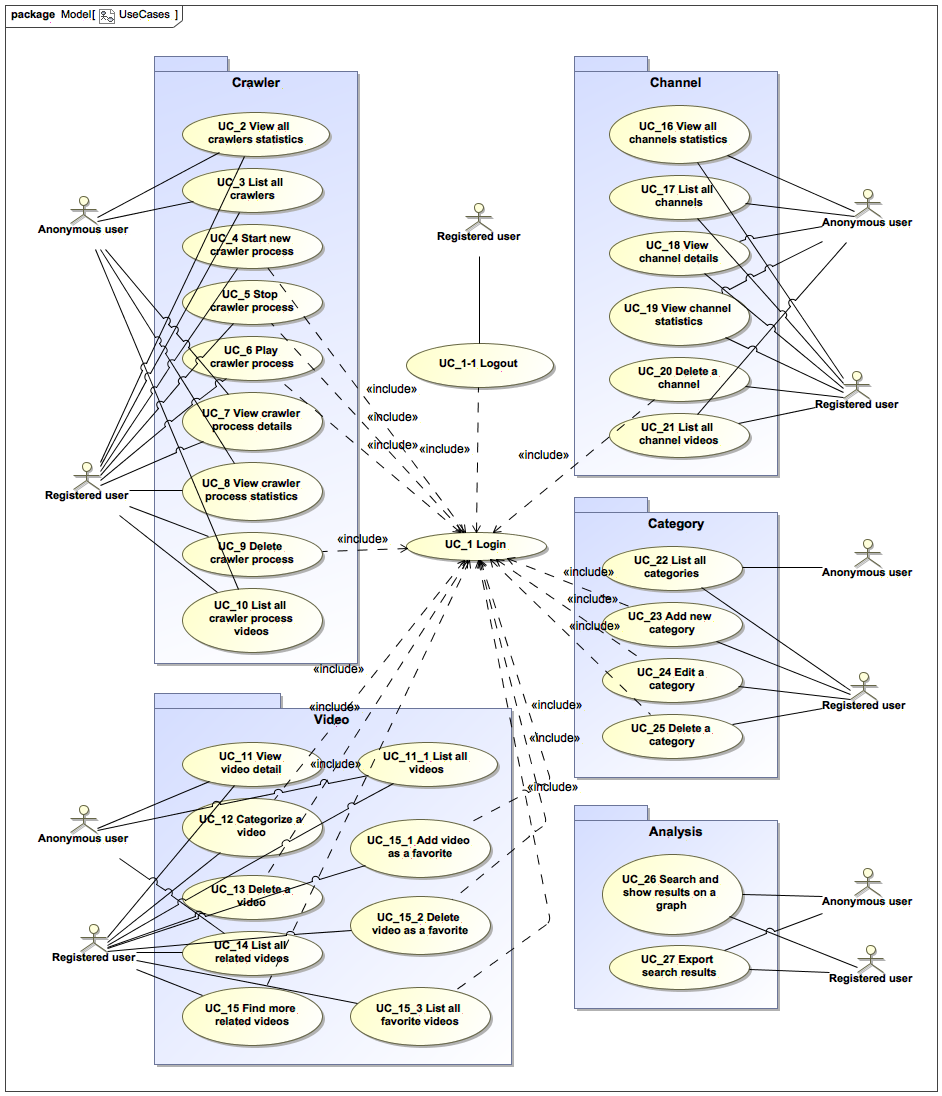 package Model[ UseCases ]
Crawler
UC_2 View all
crawlers statistics
UC_3 List all
crawlers
UC_4 Start new
crawler process
UC_5 Stop
crawler process
UC_6 Play
crawler process
UC_7 View crawler
process details
UC_8 View crawler
process statistics
UC_9 Delete
crawler process
UC_10 List all
crawler process
videos
Anonymous user
Registered user
Registered user
UC_1-1 Logout
«include»
«include»
«include»
«include»
«include»
«include»
UC_1 Login
Channel
UC_16 View all
channels statistics
UC_17 List all
channels
UC_18 View
channel details
UC_19 View channel
statistics
UC_20 Delete a
channel
UC_21 List all
channel videos
Anonymous user
Registered user
Category
UC_22 List all
categories
UC_23 Add new
category
UC_24 Edit a
category
UC_25 Delete a
category
«include»
«include»
«include»
Anonymous user
Registered user
«include»
«include»
«include»
«include»
«include»
«include»
Video
UC_11 View
video detail
UC_11_1 List all
videos
UC_12 Categorize a
video
UC_15_1 Add video
as a favorite
UC_13 Delete a
video
UC_15_2 Delete
video as a favorite
UC_14 List all
related videos
UC_15 Find more
related videos
UC_15_3 List all
favorite videos
Anonymous user
Registered user
Analysis
UC_26 Search and
show results on a
graph
UC_27 Export
search results
Anonymous user
Registered user